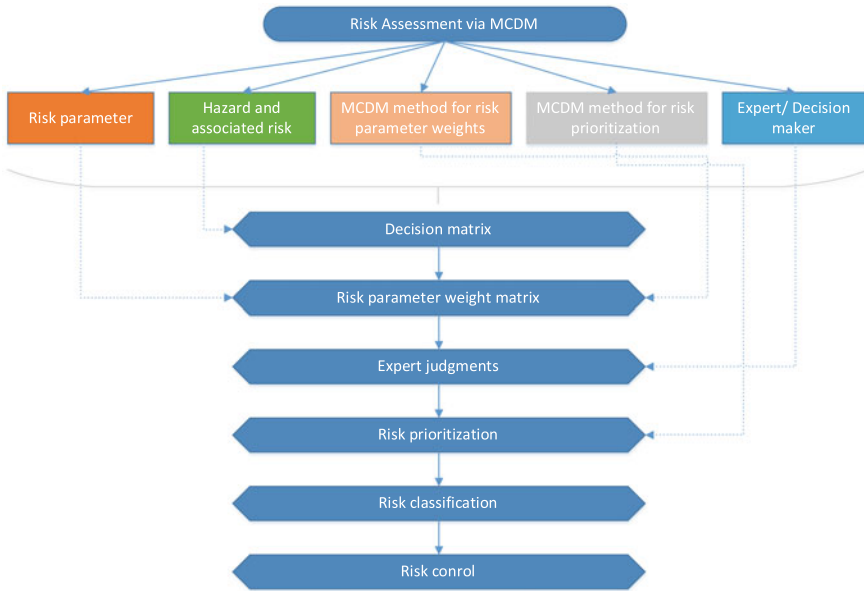 Risk Assessment via MCDM
Risk parameter
Hazard and
associated risk
MCDM method for risk
parameter weights
MCDM method for risk
prioritization
Expert/ Decision
maker
Decision matrix
Risk parameter weight matrix
Expert judgments
Risk prioritization
Risk classification
Risk conrol